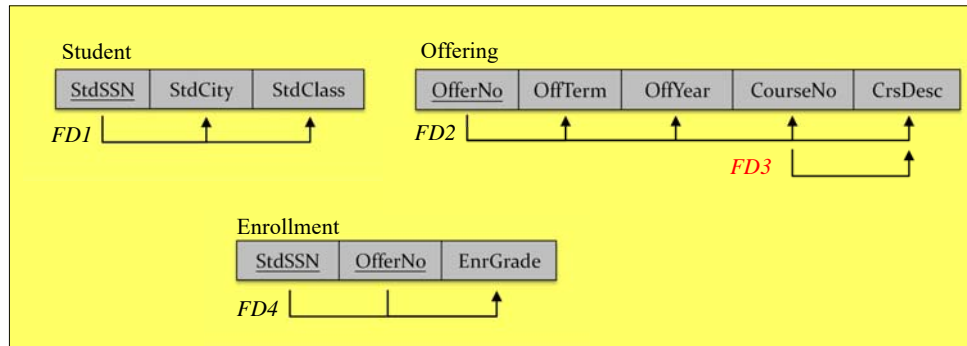 Student
StdSSN StdCity StdClass
FD1
Offering
OfferNo OffTerm OffYear CourseNo CrsDesc
FD2
FD3
Enrollment
StdSSN OfferNo EnrGrade
FD4